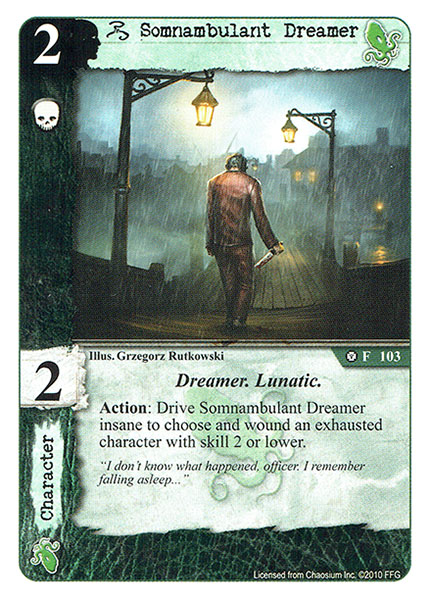 2
Somnambulant Dreamer
Illus. Grzegorz Rutkowski
F 103
2
Dreamer. Lunatic.
Action: Drive Somnambulant Dreamer
insane to choose and wound an exhausted
character with skill 2 or lower.
“I don’t know what happened, officer. I remember
falling asleep...”
Character
Licensed from Chaosium Inc. ©2010 FFG